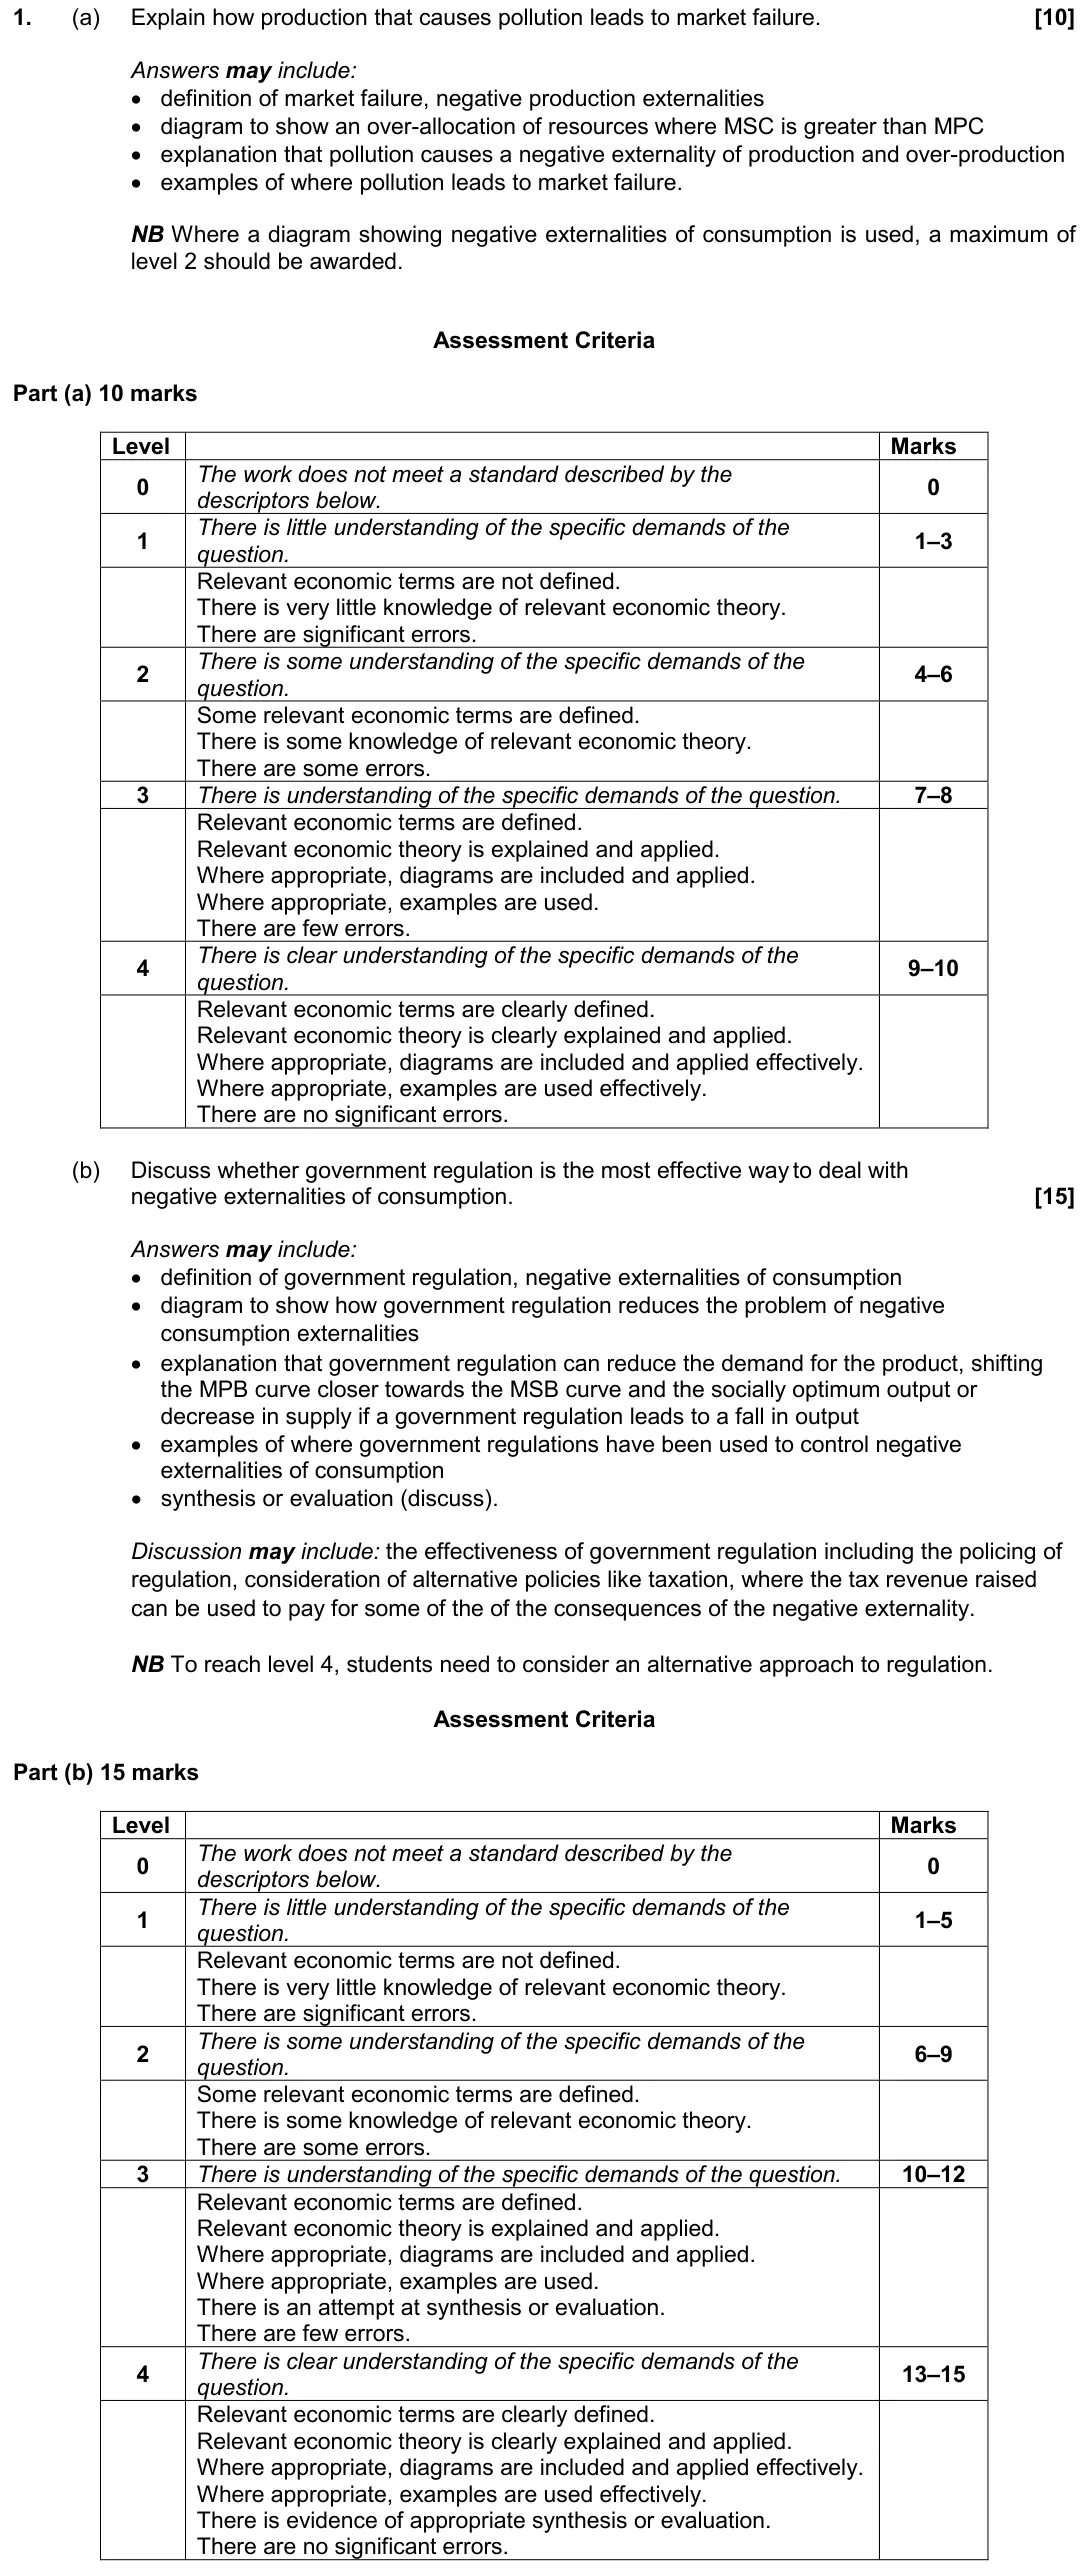 1. (a) Explain how production that causes pollution leads to market failure. [10]
Answers may include:
• definition of market failure, negative production externalities
• diagram to show an over-allocation of resources where MSC is greater than MPC
• explanation that pollution causes a negative externality of production and over-production
• examples of where pollution leads to market failure.
NB Where a diagram showing negative externalities of consumption is used, a maximum of
level 2 should be awarded.
Assessment Criteria
Part (a) 10 marks
Level Marks
The work does not meet a standard described by the
0 0
descriptors below.
There is little understanding of the specific demands of the
1 1–3
question.
Relevant economic terms are not defined.
There is very little knowledge of relevant economic theory.
There are significant errors.
There is some understanding of the specific demands of the
2 4–6
question.
Some relevant economic terms are defined.
There is some knowledge of relevant economic theory.
There are some errors.
3 There is understanding of the specific demands of the question. 7–8
Relevant economic terms are defined.
Relevant economic theory is explained and applied.
Where appropriate, diagrams are included and applied.
Where appropriate, examples are used.
There are few errors.
There is clear understanding of the specific demands of the
4 9–10
question.
Relevant economic terms are clearly defined.
Relevant economic theory is clearly explained and applied.
Where appropriate, diagrams are included and applied effectively.
Where appropriate, examples are used effectively.
There are no significant errors.
(b) Discuss whether government regulation is the most effective way to deal with
negative externalities of consumption. [15]
Answers may include:
• definition of government regulation, negative externalities of consumption
• diagram to show how government regulation reduces the problem of negative
consumption externalities
• explanation that government regulation can reduce the demand for the product, shifting
the MPB curve closer towards the MSB curve and the socially optimum output or
decrease in supply if a government regulation leads to a fall in output
• examples of where government regulations have been used to control negative
externalities of consumption
• synthesis or evaluation (discuss).
Discussion may include: the effectiveness of government regulation including the policing of
regulation, consideration of alternative policies like taxation, where the tax revenue raised
can be used to pay for some of the of the consequences of the negative externality.
NB To reach level 4, students need to consider an alternative approach to regulation.
Assessment Criteria
Part (b) 15 marks
Level Marks
The work does not meet a standard described by the
0 0
descriptors below.
There is little understanding of the specific demands of the
1 1–5
question.
Relevant economic terms are not defined.
There is very little knowledge of relevant economic theory.
There are significant errors.
There is some understanding of the specific demands of the
2 6–9
question.
Some relevant economic terms are defined.
There is some knowledge of relevant economic theory.
There are some errors.
3 There is understanding of the specific demands of the question. 10–12
Relevant economic terms are defined.
Relevant economic theory is explained and applied.
Where appropriate, diagrams are included and applied.
Where appropriate, examples are used.
There is an attempt at synthesis or evaluation.
There are few errors.
There is clear understanding of the specific demands of the
4 13–15
question.
Relevant economic terms are clearly defined.
Relevant economic theory is clearly explained and applied.
Where appropriate, diagrams are included and applied effectively.
Where appropriate, examples are used effectively.
There is evidence of appropriate synthesis or evaluation.
There are no significant errors.